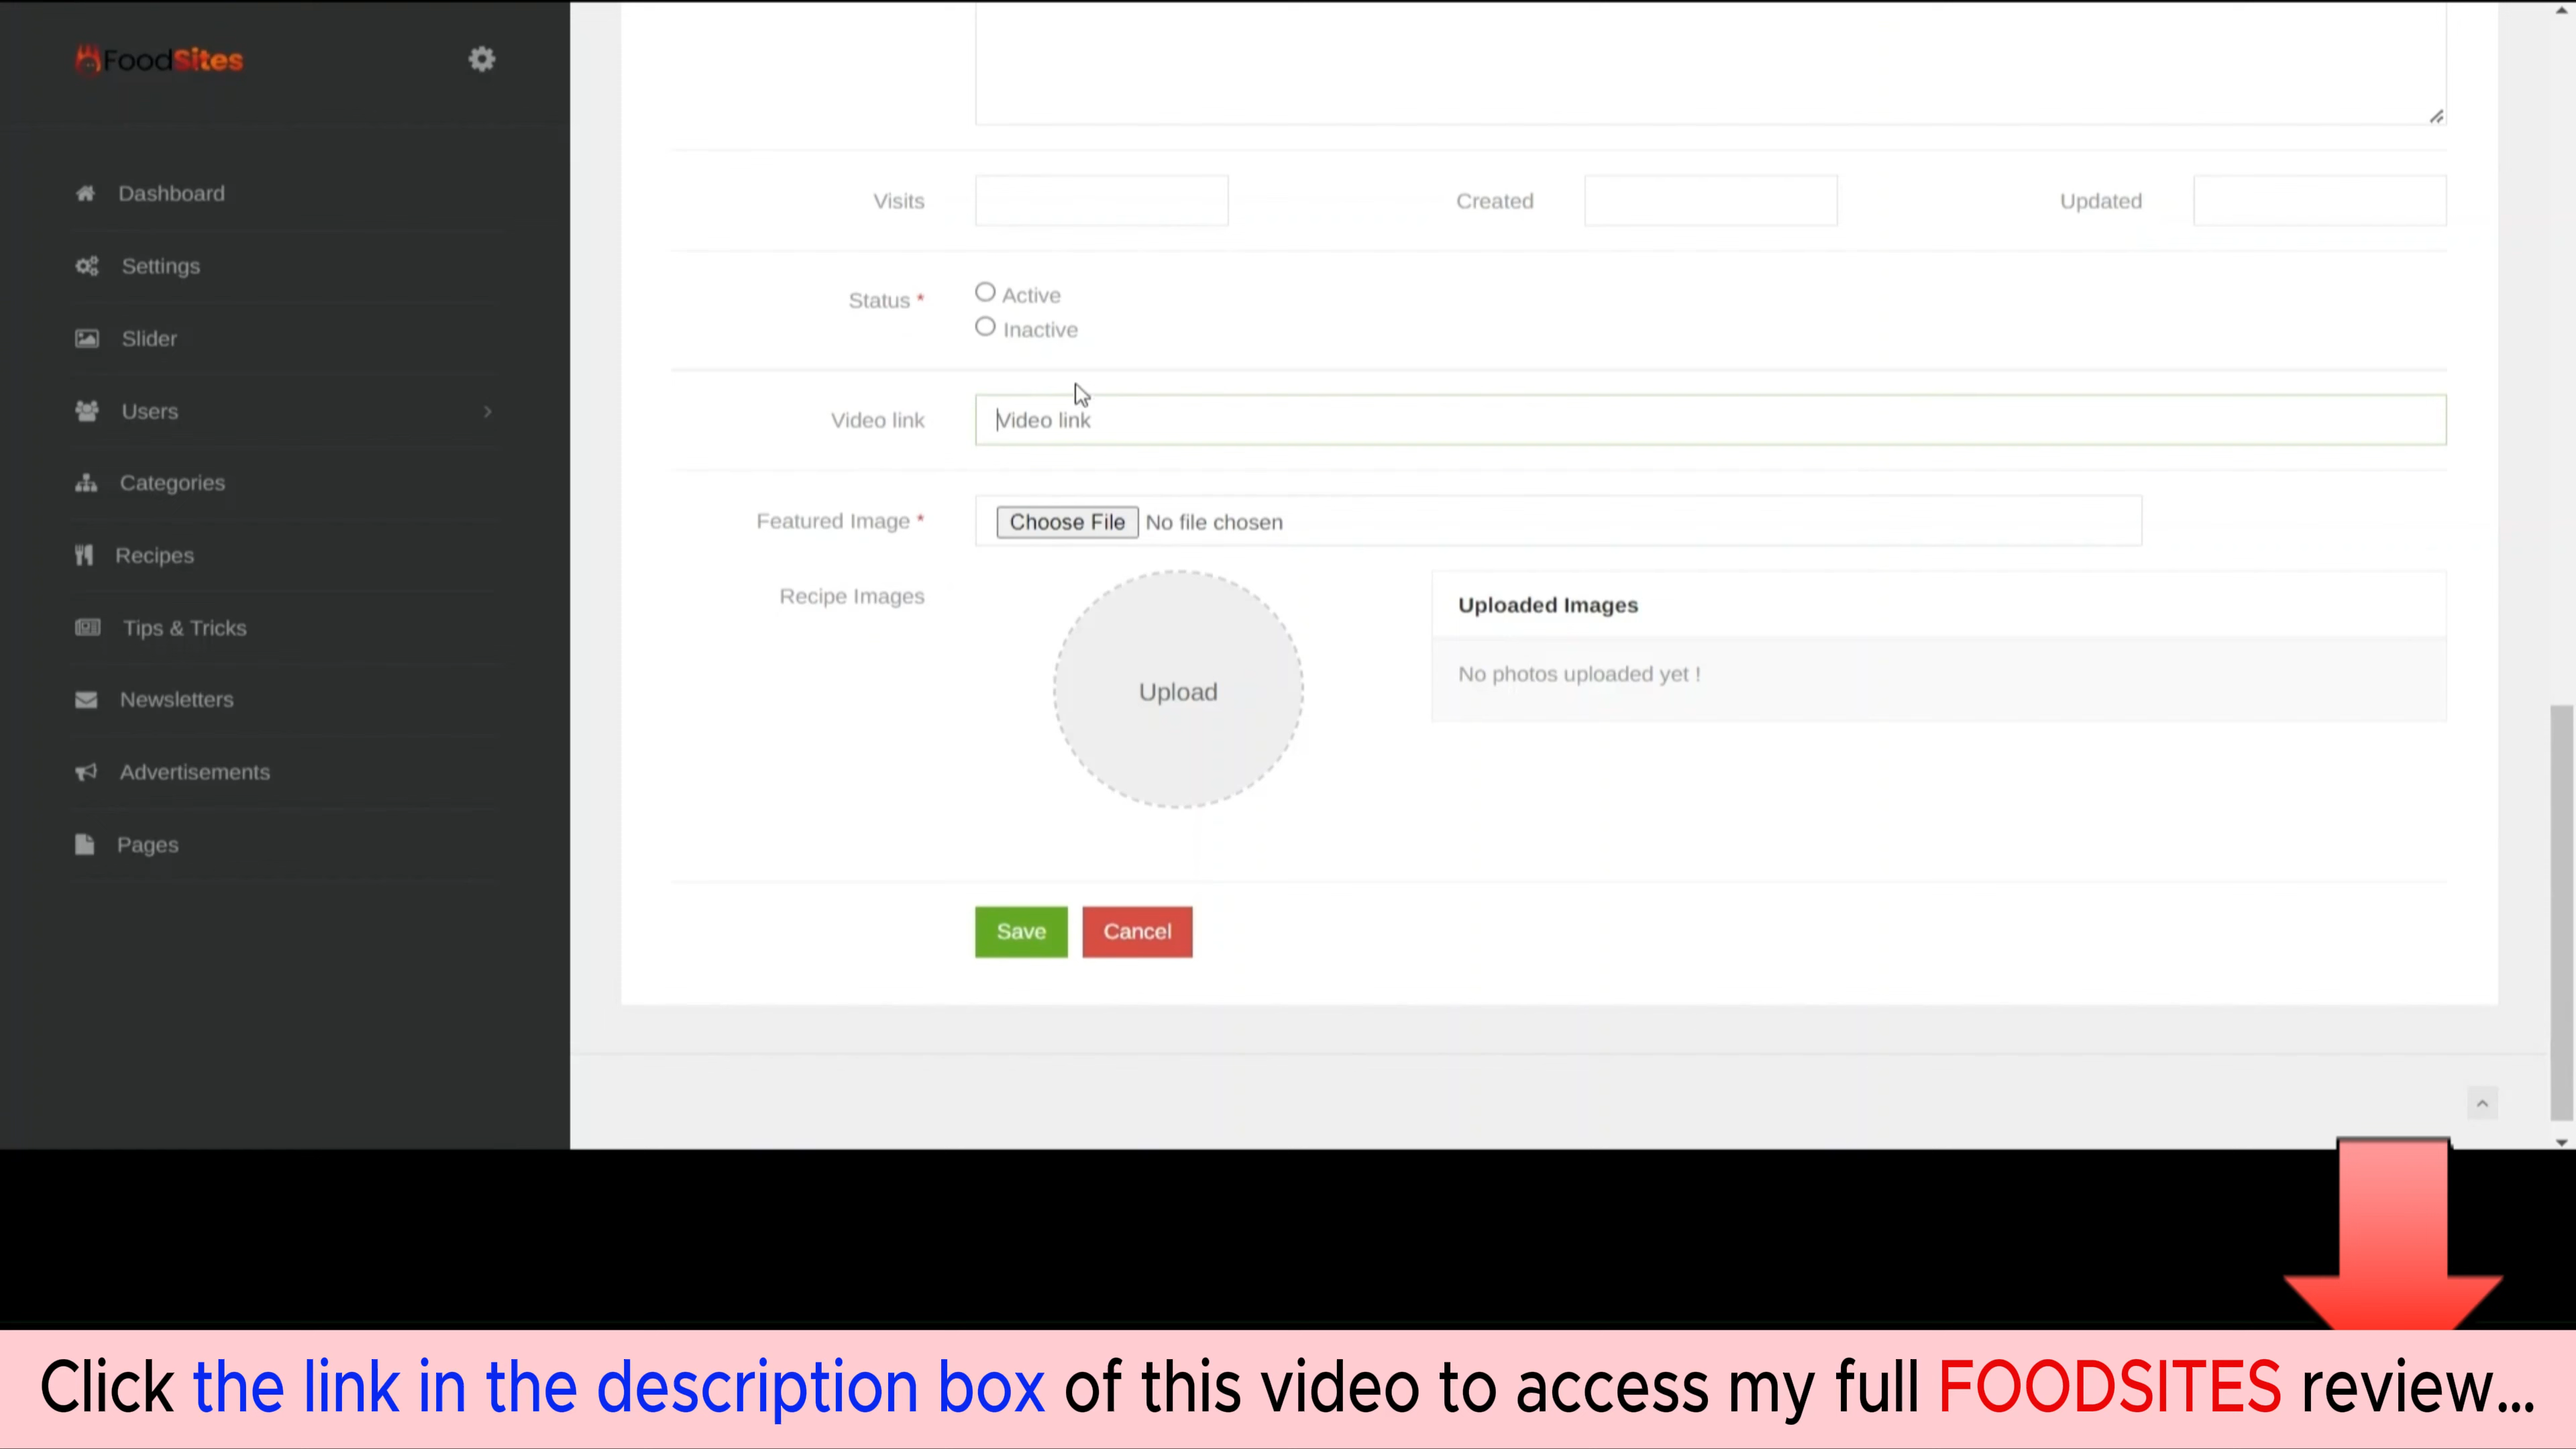 FoodSites
Dashboard
Settings
Slider
Users
Categories
Recipes
Tips & Tricks
Newsletters
Advertisements
Pages
Visits
Created
Updated
Status *
Active
Inactive
Video link
Video link
Featured Image *
Choose File No file chosen
Recipe Images
Upload
Uploaded Images
No photos uploaded yet !
Save
Cancel
Click the link in the description box of this video to access my full FOODSITES review...